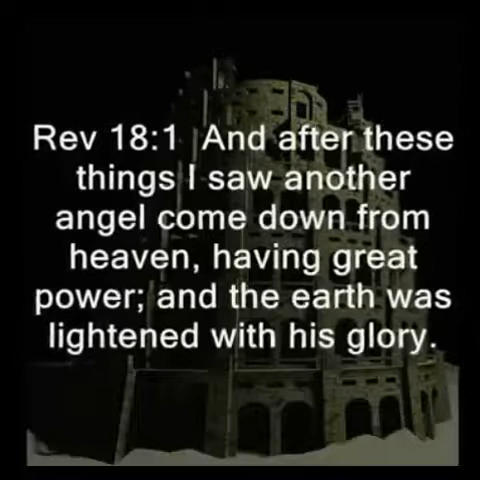 Rev 18:1 And after these
things I saw another
angel come down from
heaven, having great
power; and the earth was
lightened with his glory.